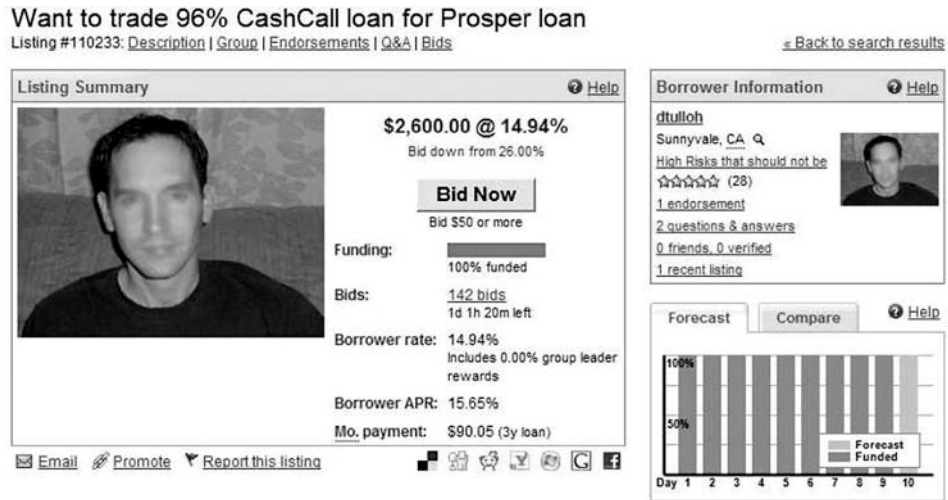 Want to trade 96% CashCall loan for Prosper loan
Listing #110233: Description | Group | Endorsements | Q&A | Bids
« Back to search results
Listing Summary
Help
$2,600.00 @ 14.94%
Bid down from 26.00%
Bid Now
Bid $50 or more
Funding:
100% funded
Bids: 142 bids
1d 1h 20m left
Borrower rate: 14.94%
Includes 0.00% group leader
rewards
Borrower APR: 15.65%
Mo. payment: $90.05 (3y loan)
Email Promote Report this listing
G f
Borrower Information
Help
dtulloh
Sunnyvale, CA
High Risks that should not be
(28)
1 endorsement
2 questions & answers
0 friends, 0 verified
1 recent listing
Forecast Compare
Help
100%
50%
Forecast
Funded
Day 1 2 3 4 5 6 7 8 9 10